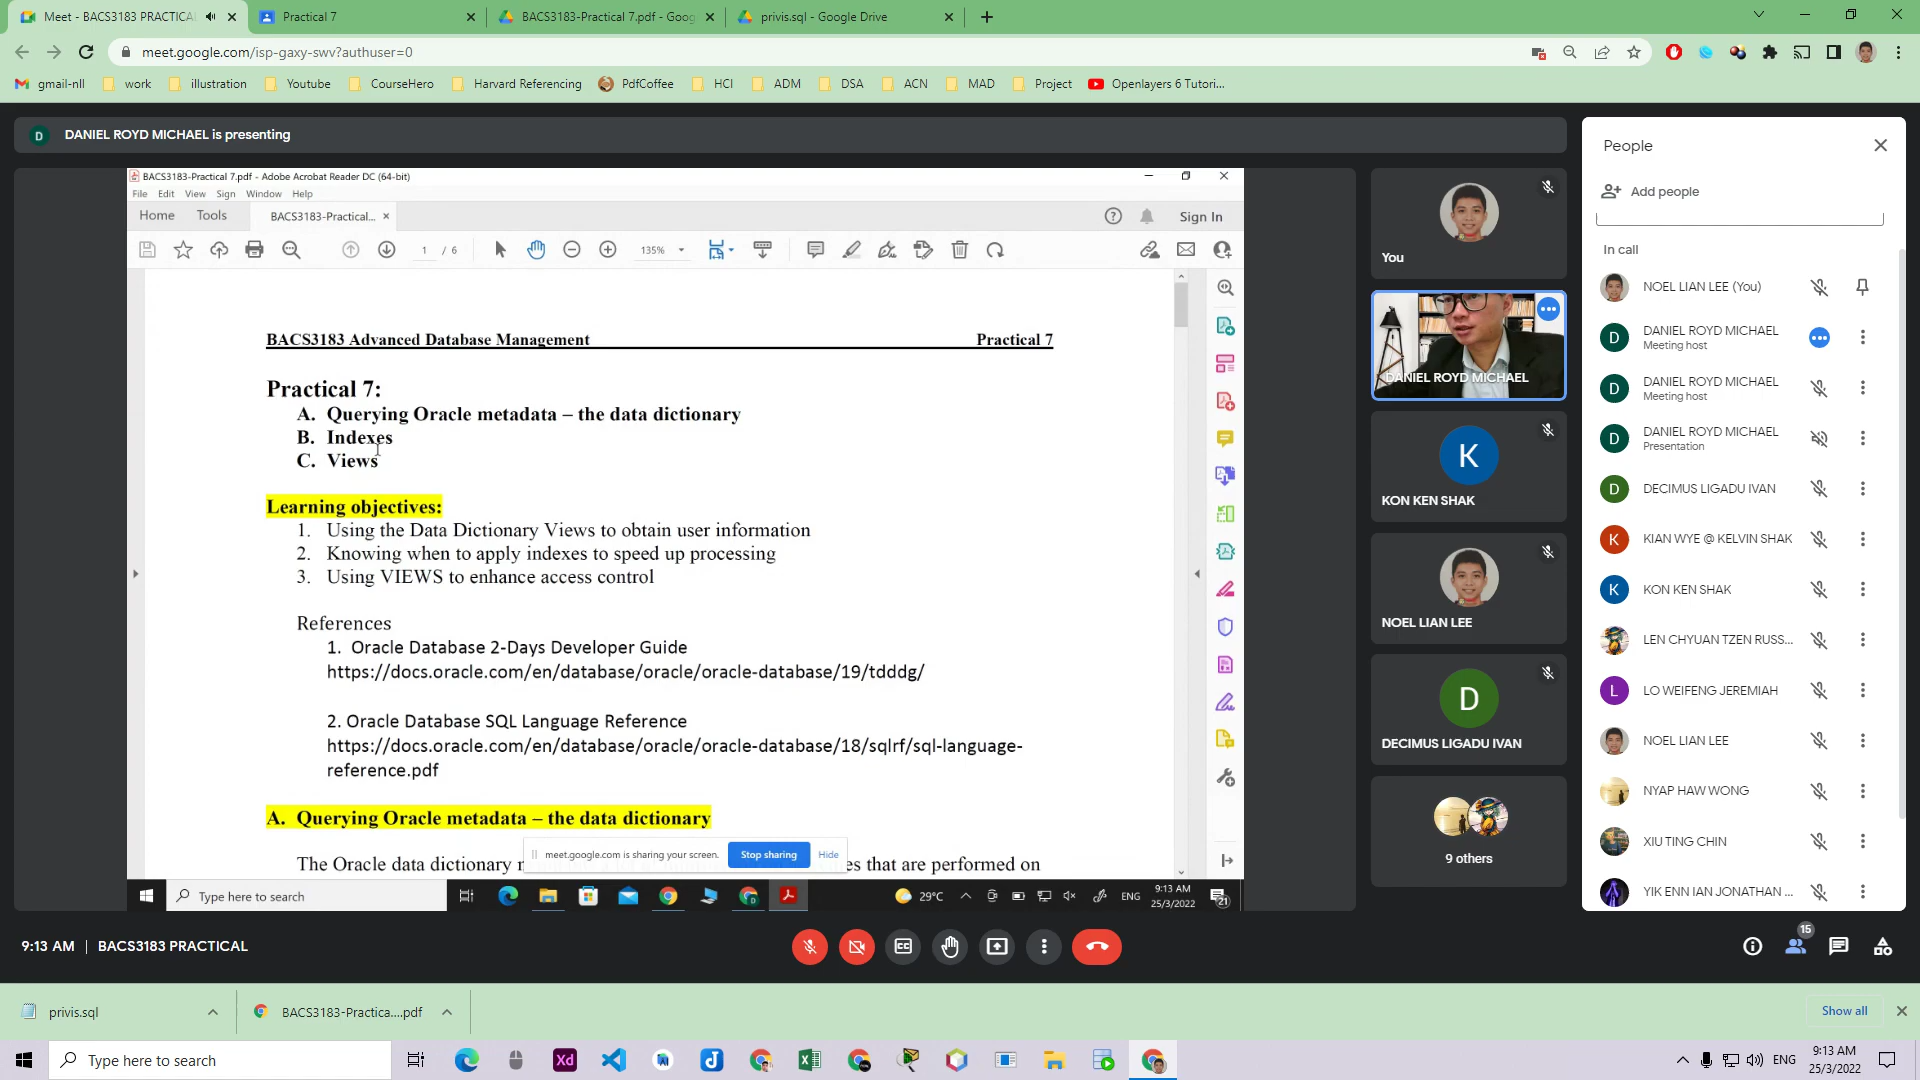 Meet - BACS3183 PRACTICA
Practical 7
BACS3183-Practical 7.pdf - Goog
privis.sql - Google Drive
meet.google.com/isp-gaxy-swv?authuser=0
gmail-nll
work
illustration
Youtube
CourseHero
Harvard Referencing
PdfCoffee
HCI
ADM
DSA
ACN
MAD
Project
Openlayers 6 Tutori...
D
DANIEL ROYD MICHAEL is presenting
BACS3183-Practical 7.pdf - Adobe Acrobat Reader DC (64-bit)
File Edit View Sign Window Help
Home Tools BACS3183-Practical... Sign In
1 / 6 135%
BACS3183 Advanced Database Management Practical 7
Practical 7:
A. Querying Oracle metadata – the data dictionary
B. Indexes
C. Views
Learning objectives:
1. Using the Data Dictionary Views to obtain user information
2. Knowing when to apply indexes to speed up processing
3. Using VIEWS to enhance access control
References
1. Oracle Database 2-Days Developer Guide
https://docs.oracle.com/en/database/oracle/oracle-database/19/tdddg/
2. Oracle Database SQL Language Reference
https://docs.oracle.com/en/database/oracle/oracle-database/18/sqlrf/sql-language-
reference.pdf
A. Querying Oracle metadata – the data dictionary
The Oracle data dictionary es that are performed on
meet.google.com is sharing your screen. Stop sharing Hide
Type here to search
29°C
ENG
9:13 AM
25/3/2022
21
You
DANIEL ROYD MICHAEL
K
KON KEN SHAK
NOEL LIAN LEE
D
DECIMUS LIGADU IVAN
9 others
People
Add people
In call
NOEL LIAN LEE (You)
D
DANIEL ROYD MICHAEL
Meeting host
D
DANIEL ROYD MICHAEL
Meeting host
D
DANIEL ROYD MICHAEL
Presentation
D
DECIMUS LIGADU IVAN
K
KIAN WYE @ KELVIN SHAK
K
KON KEN SHAK
LEN CHYUAN TZEN RUSS...
L
LO WEIFENG JEREMIAH
NOEL LIAN LEE
NYAP HAW WONG
XIU TING CHIN
YIK ENN IAN JONATHAN ...
9:13 AM | BACS3183 PRACTICAL
15
privis.sql
BACS3183-Practica....pdf
Show all
Type here to search
Xd
ENG
9:13 AM
25/3/2022